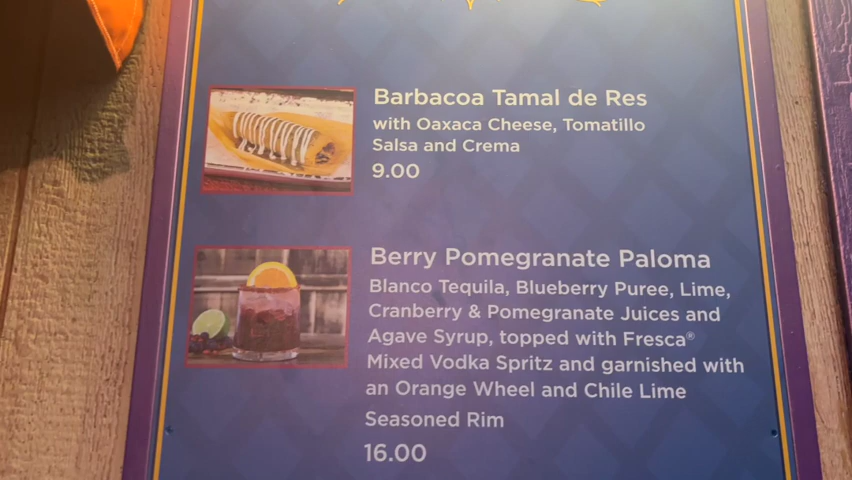 Barbacoa Tamal de Res
with Oaxaca Cheese, Tomatillo
Salsa and Crema
9.00
Berry Pomegranate Paloma
Blanco Tequila, Blueberry Puree, Lime,
Cranberry & Pomegranate Juices and
Agave Syrup, topped with Fresca®
Mixed Vodka Spritz and garnished with
an Orange Wheel and Chile Lime
Seasoned Rim
16.00